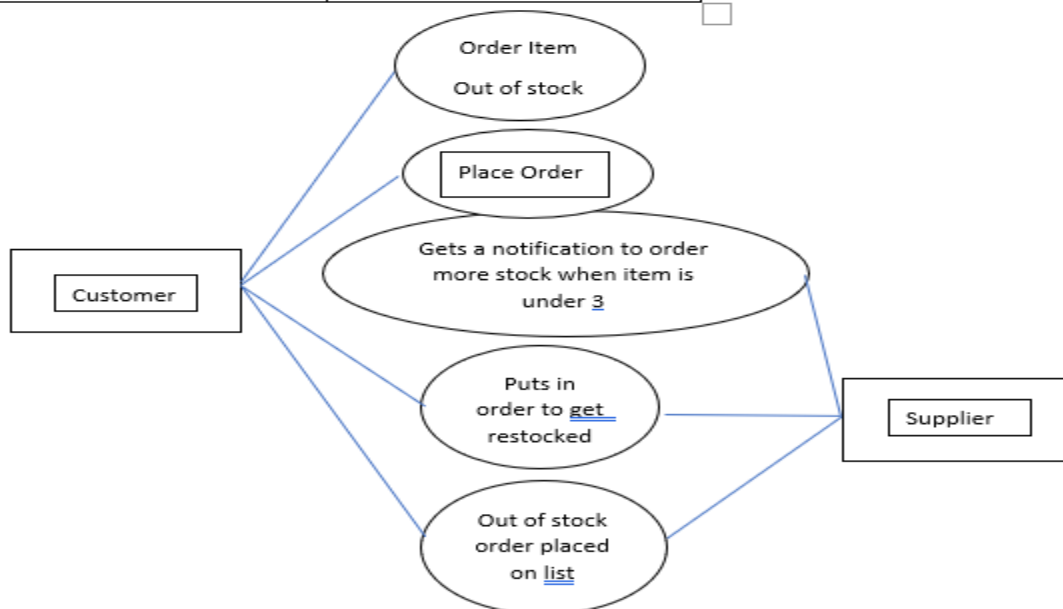 Order Item
Out of stock
Place Order
Gets a notification to order
more stock when item is
under 3
Customer
Puts in
order to get
restocked
Supplier
Out of stock
order placed
on list